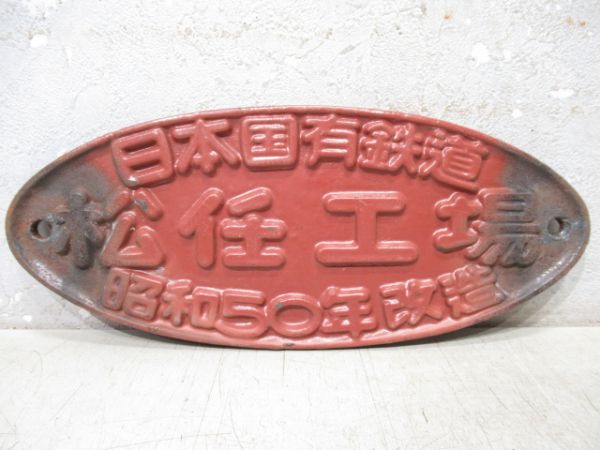 日本国有鉄道
松任工場
昭和50年改造